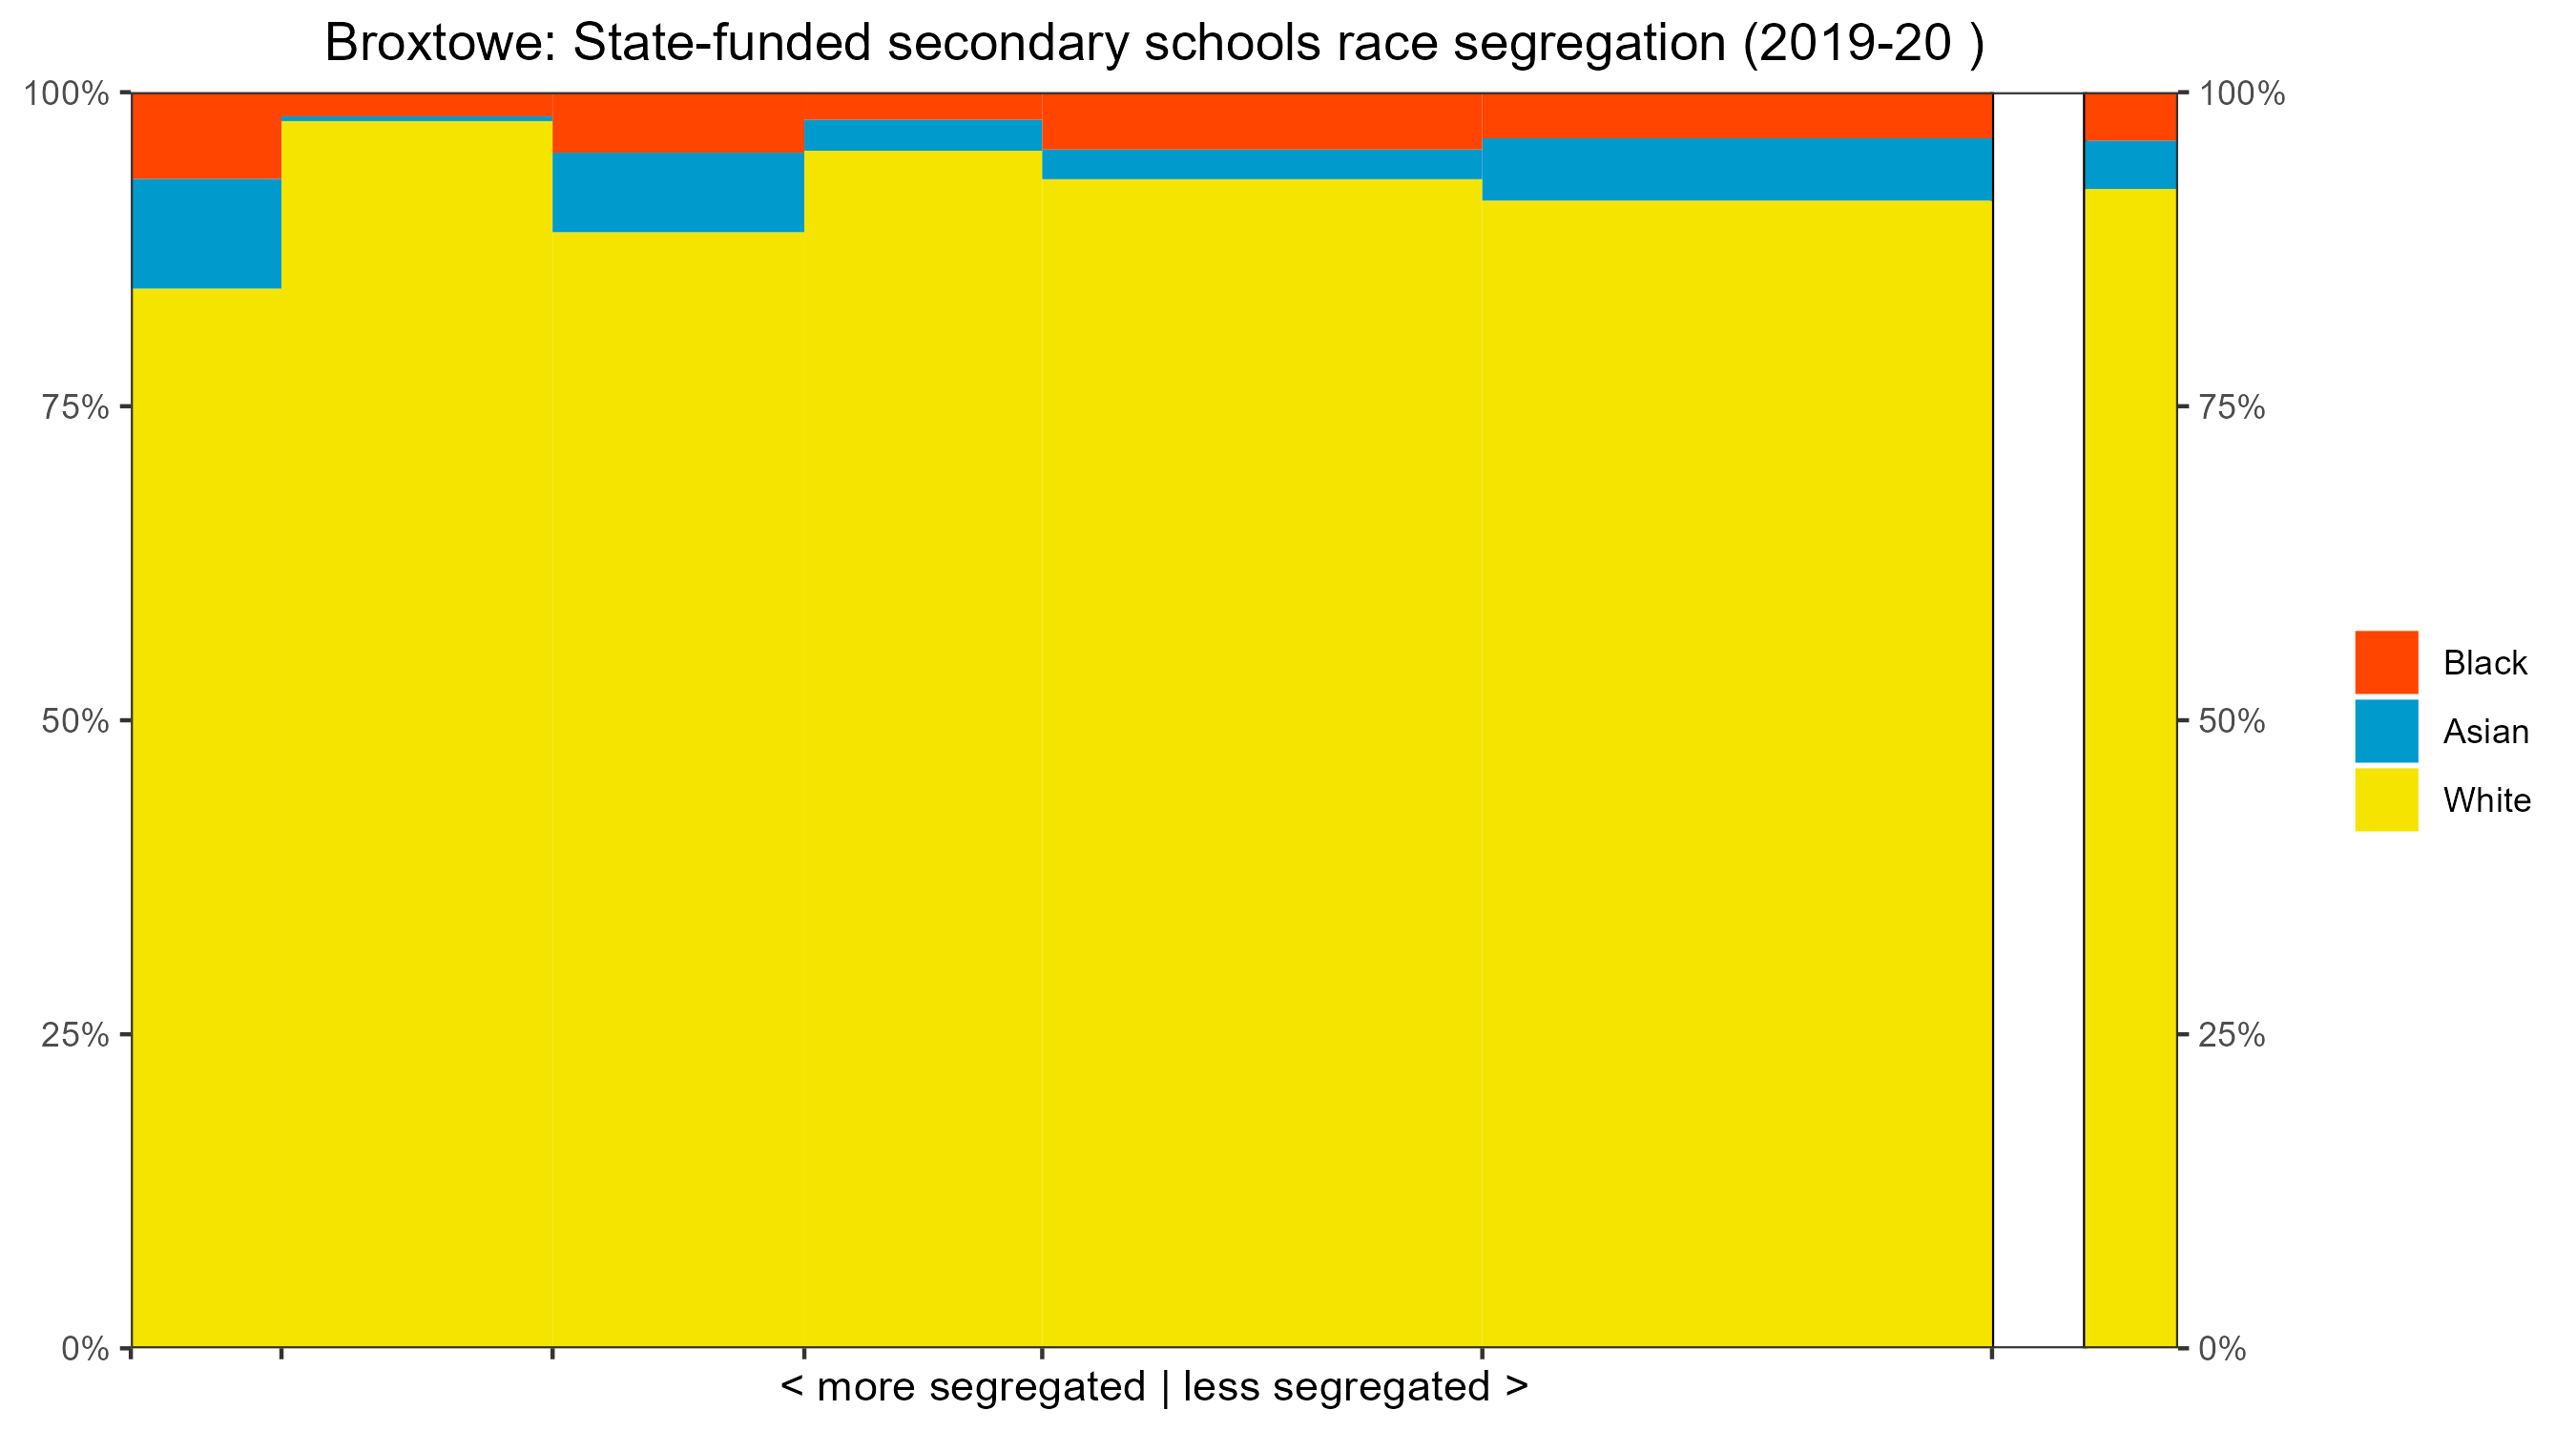 Broxtowe: State-funded secondary schools race segregation (2019-20 )
100%
75%
50%
25%
0%
100%
75%
50%
25%
0%
Black
Asian
White
< more segregated | less segregated >